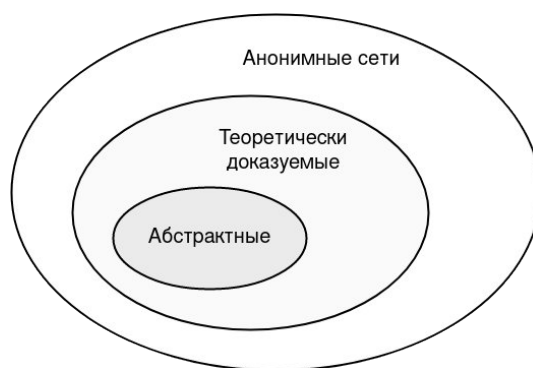 Анонимные сети
Теоретически
доказуемые
Абстрактные